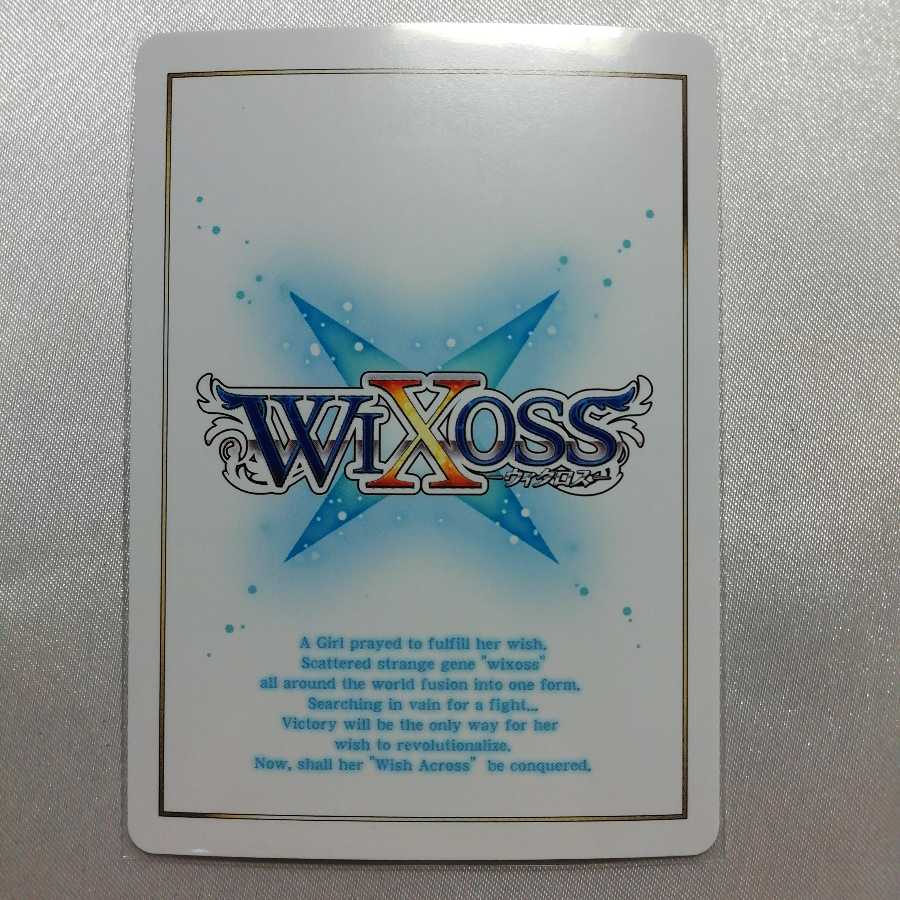 WIXOSS
ーウィクロスー
A Girl prayed to fulfill her wish.
Scattered strange gene "wixoss"
all around the world fusion into one form.
Searching in vain for a fight...
Victory will be the only way for her
wish to revolutionalize.
Now, shall her "Wish Across" be conquered.